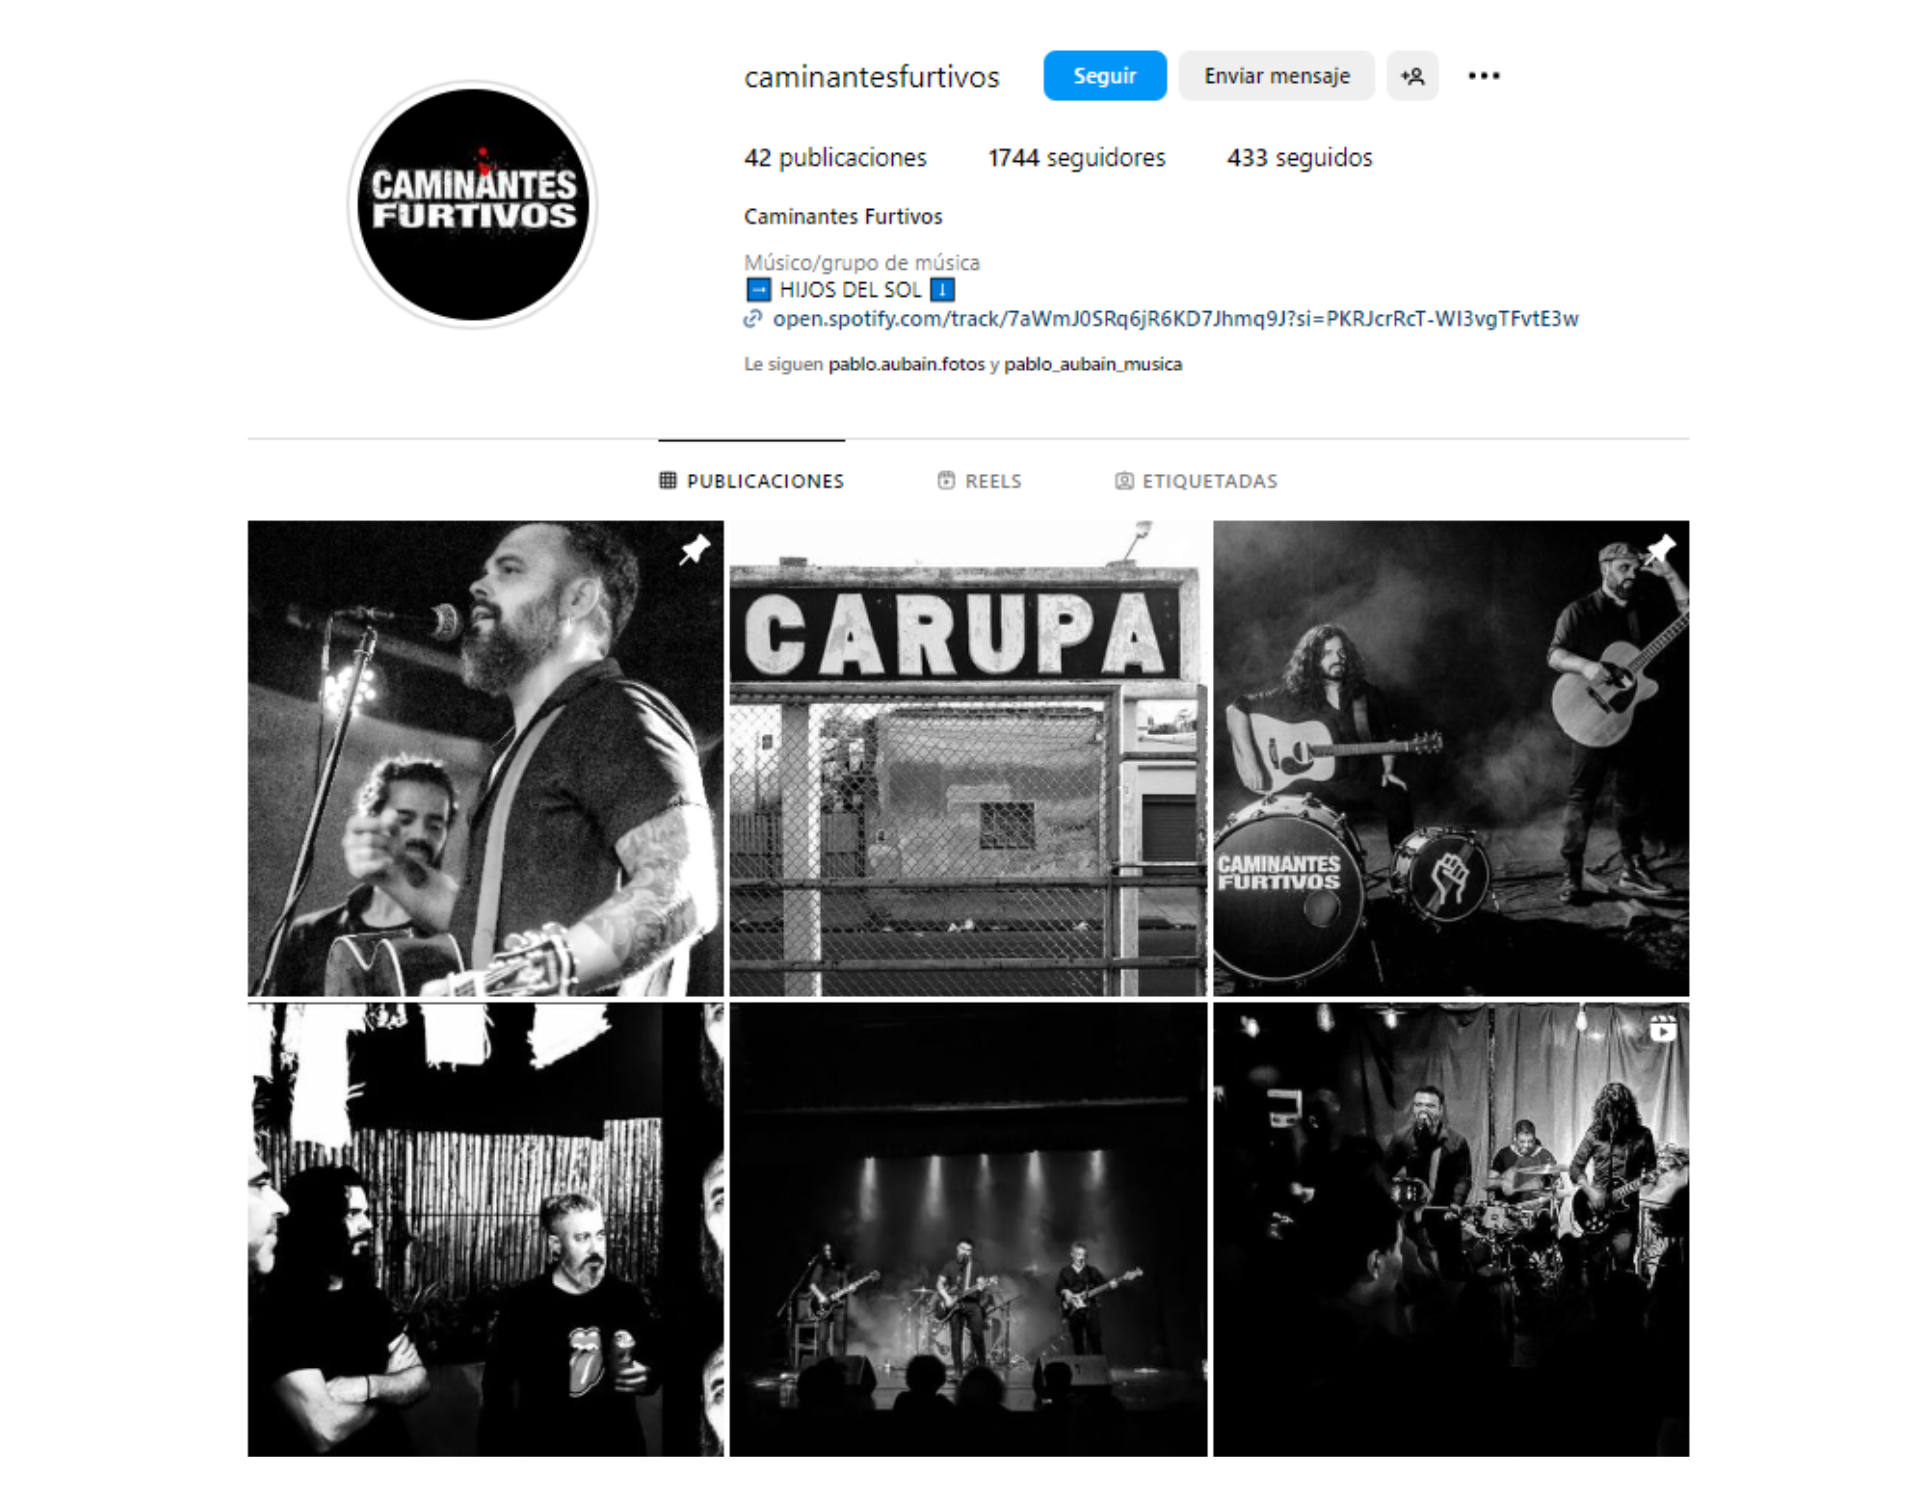 caminantesfurtivos Seguir Enviar mensaje
CAMINANTES
FURTIVOS
42 publicaciones 1744 seguidores 433 seguidos
Caminantes Furtivos
Músico/grupo de música
HIJOS DEL SOL
open.spotify.com/track/7aWmJ0SRq6jR6KD7Jhmq9J?si=PKRJcrRcT-WI3vgTFvtE3w
Le siguen pablo.aubain.fotos y pablo_aubain_musica
PUBLICACIONES REELS ETIQUETADAS
CARUPA
CAMINANTES
FURTIVOS